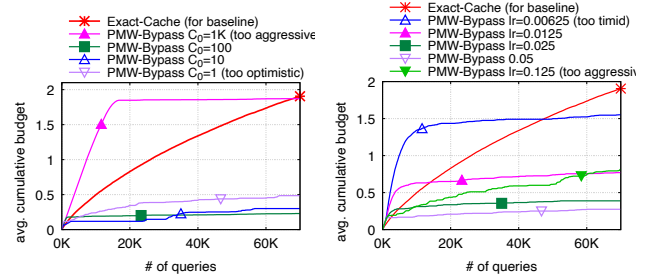 Exact-Cache (for baseline)
PMW-Bypass C₀=1K (too aggressive
PMW-Bypass C₀=100
PMW-Bypass C₀=10
PMW-Bypass C₀=1 (too optimistic)
avg. cumulative budget
2
1.5
1
0.5
0
0K 20K 40K 60K
# of queries
Exact-Cache (for baseline)
PMW-Bypass lr=0.00625 (too timid)
PMW-Bypass lr=0.0125
PMW-Bypass lr=0.025
PMW-Bypass 0.05
PMW-Bypass lr=0.125 (too aggressi
avg. cumulative budget
2
1.5
1
0.5
0
0K 20K 40K 60K
# of queries